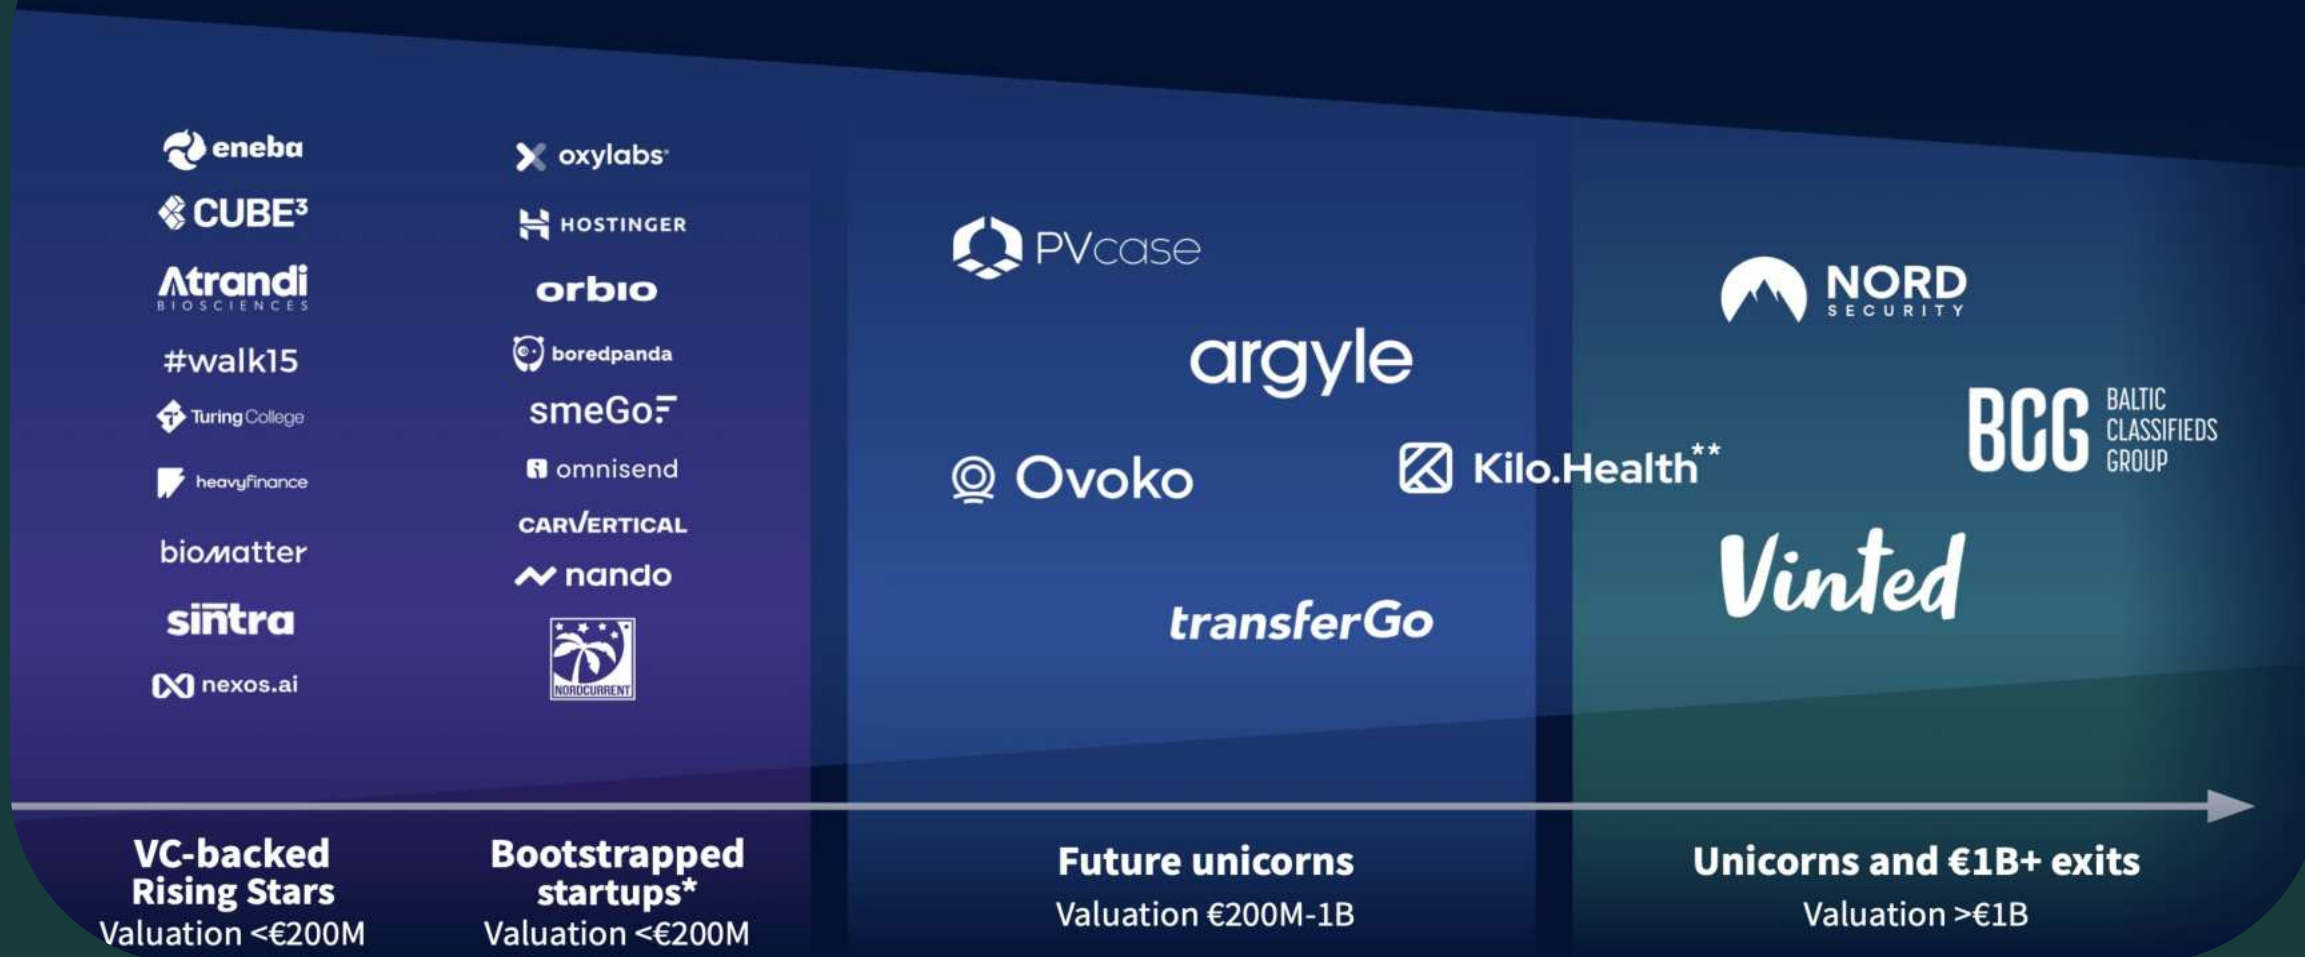 eneba
CUBE³
Atrandi
BIOSCIENCES
#walk15
Turing College
heavyfinance
biomatter
sintra
nexos.ai
oxylabs®
HOSTINGER
orbio
boredpanda
smeGo
omnisend
CARVERTICAL
nando
NORDCURRENT
PVcase
argyle
Ovoko
Kilo.Health**
transferGo
NORD
SECURITY
BCG
BALTIC
CLASSIFIEDS
GROUP
Vinted
VC-backed
Rising Stars
Valuation <€200M
Bootstrapped
startups*
Valuation <€200M
Future unicorns
Valuation €200M-1B
Unicorns and €1B+ exits
Valuation >€1B